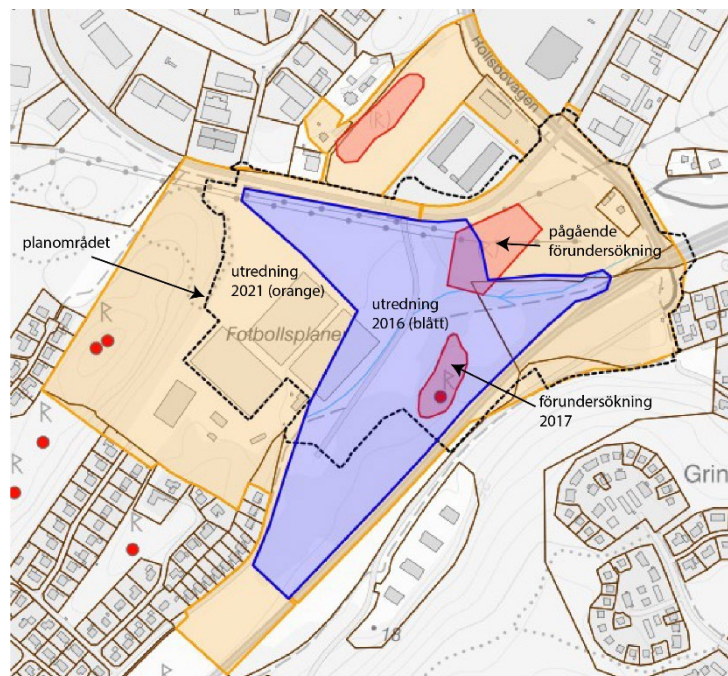 Hollsbovägen
(R)
planområdet
pågående
förundersökning
utredning
2021 (orange)
utredning
2016 (blått)
Fotbollsplaner
R
R
förundersökning
2017
R
R
R
Grin
18